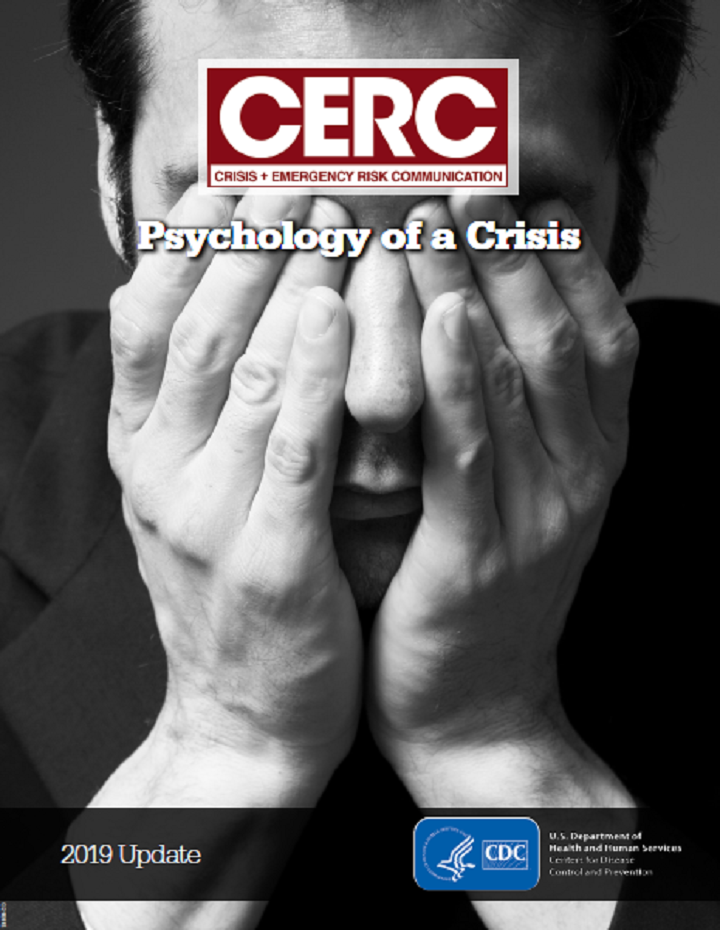 CERC
CRISIS + EMERGENCY RISK COMMUNICATION
Psychology of a Crisis
2019 Update
CDC
U.S. Department of
Health and Human Services
Centers for Disease
Control and Prevention